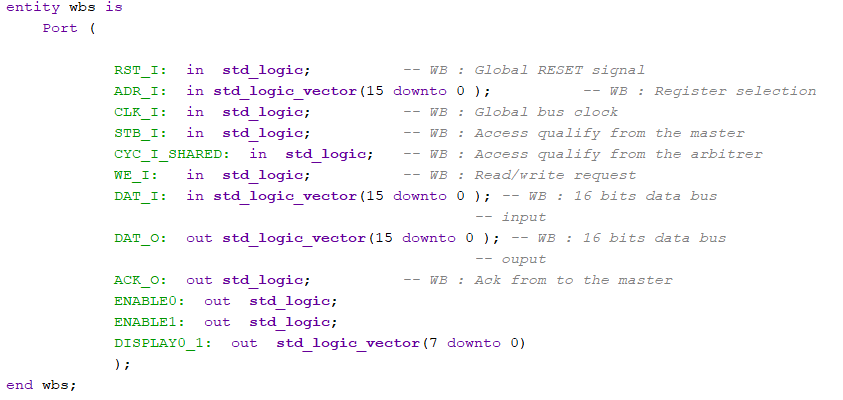 entity wbs is
Port (
RST_I: in std_logic; -- WB : Global RESET signal
ADR_I: in std_logic_vector(15 downto 0 ); -- WB : Register selection
CLK_I: in std_logic; -- WB : Global bus clock
STB_I: in std_logic; -- WB : Access qualify from the master
CYC_I_SHARED: in std_logic; -- WB : Access qualify from the arbitrer
WE_I: in std_logic; -- WB : Read/write request
DAT_I: in std_logic_vector(15 downto 0 ); -- WB : 16 bits data bus
-- input
DAT_O: out std_logic_vector(15 downto 0 ); -- WB : 16 bits data bus
-- ouput
ACK_O: out std_logic; -- WB : Ack from to the master
ENABLE0: out std_logic;
ENABLE1: out std_logic;
DISPLAY0_1: out std_logic_vector(7 downto 0)
);
end wbs;